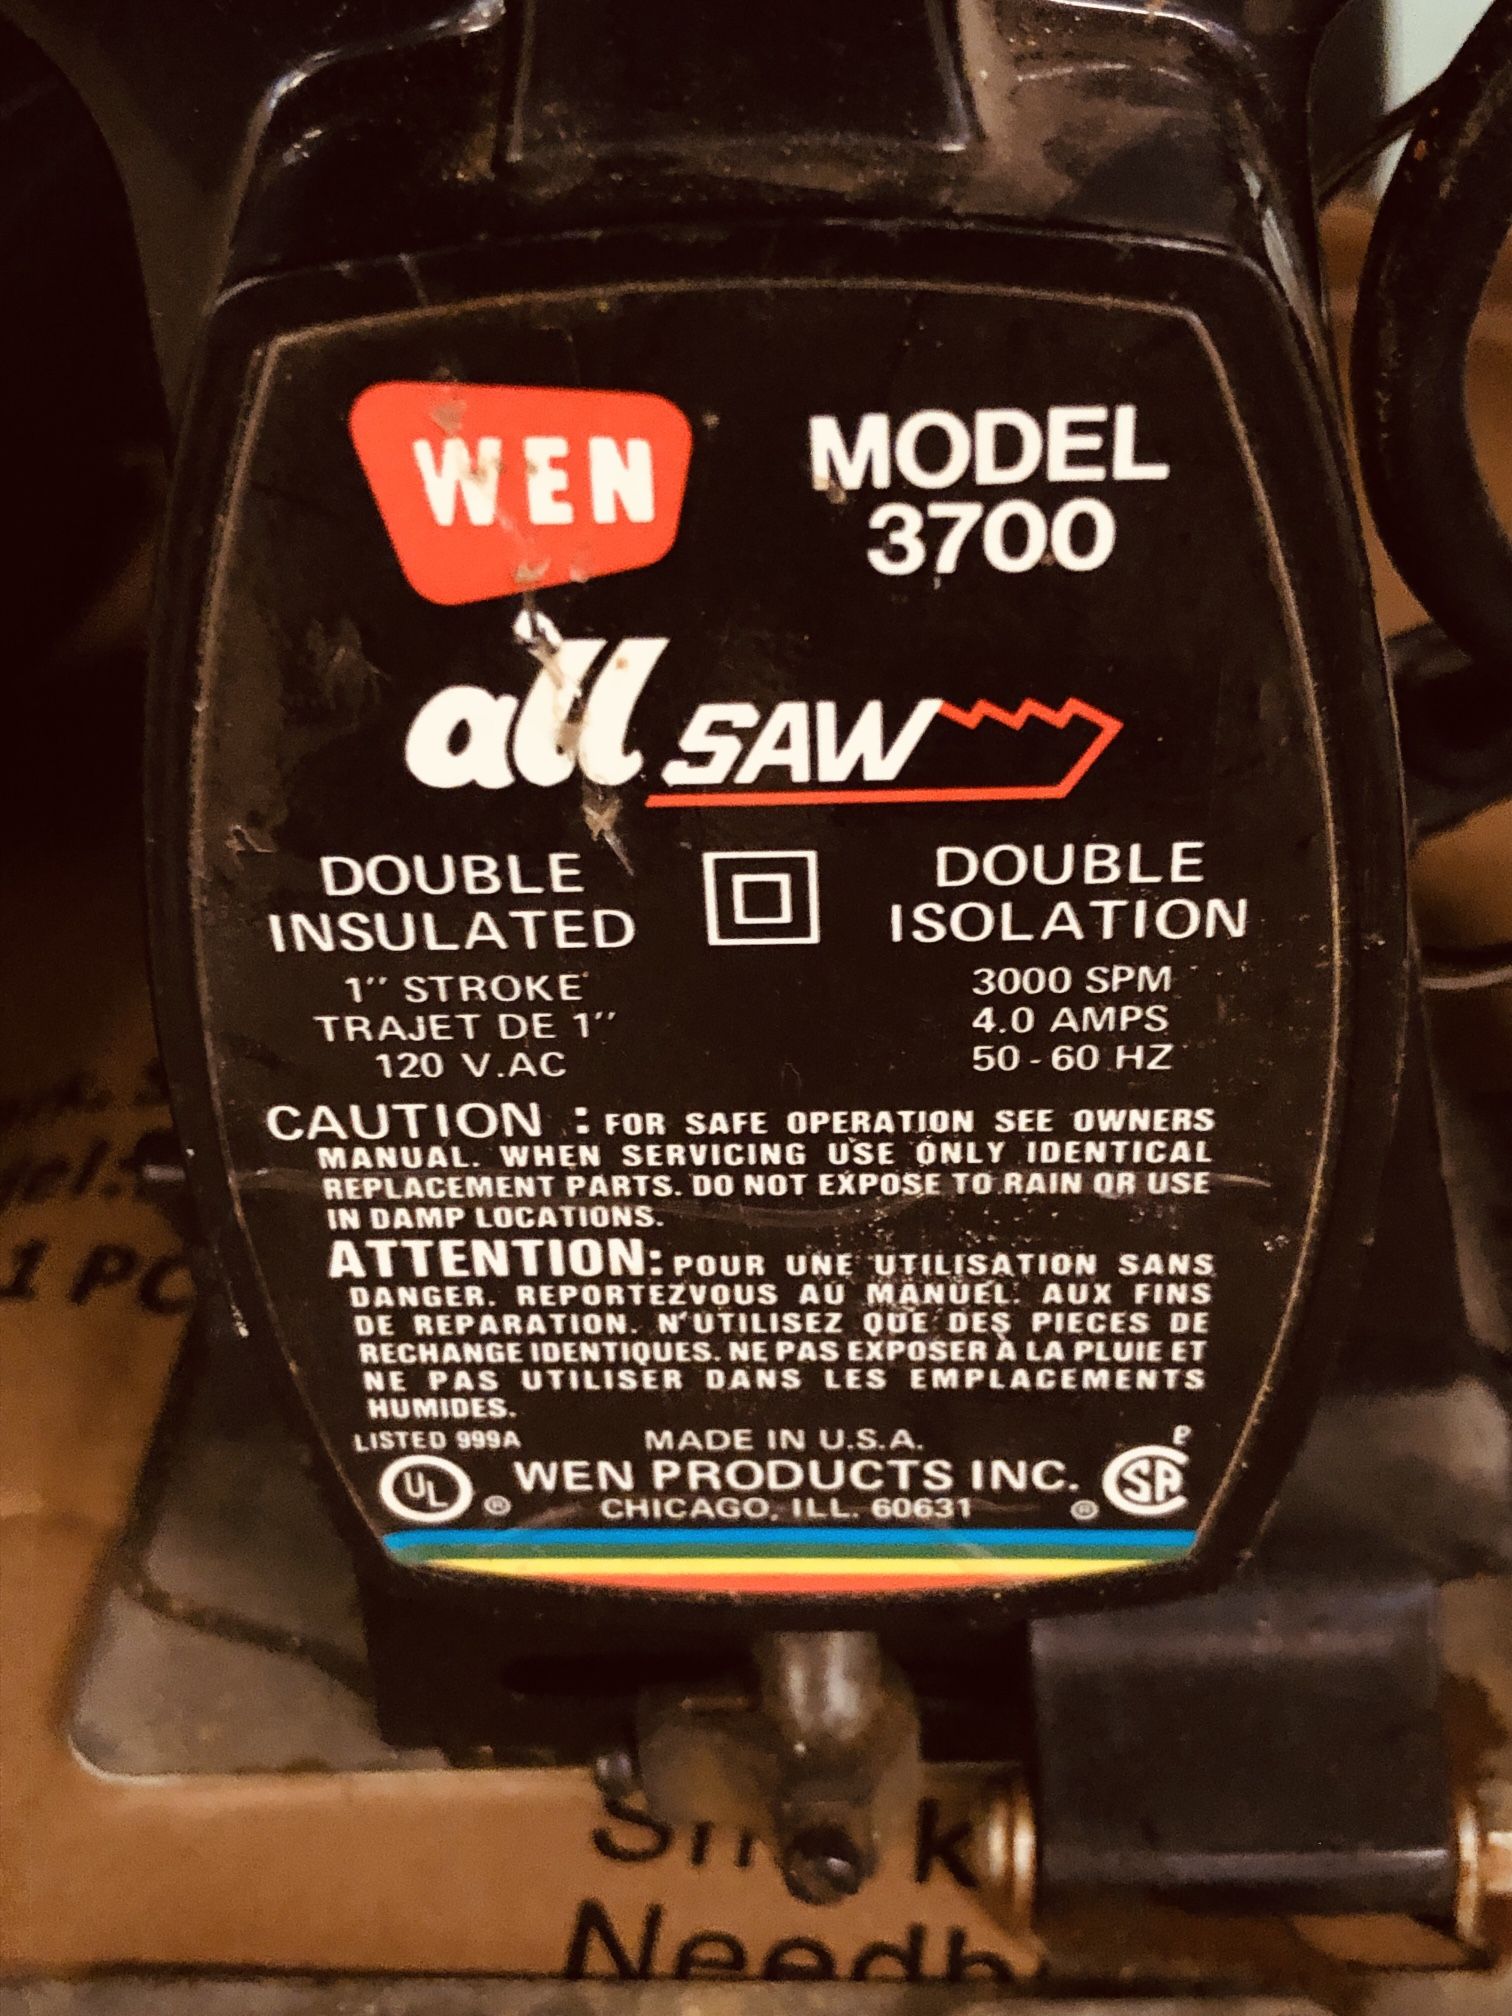 WEN
MODEL
3700
all SAW
DOUBLE
INSULATED
DOUBLE
ISOLATION
1" STROKE
TRAJET DE 1"
120 V.AC
3000 SPM
4.0 AMPS
50-60 HZ
CAUTION : FOR SAFE OPERATION SEE OWNERS
MANUAL. WHEN SERVICING USE ONLY IDENTICAL
REPLACEMENT PARTS. DO NOT EXPOSE TO RAIN OR USE
IN DAMP LOCATIONS.
ATTENTION: POUR UNE UTILISATION SANS
DANGER. REPORTEZVOUS AU MANUEL. AUX FINS
DE REPARATION. N'UTILISEZ QUE DES PIECES DE
RECHANGE IDENTIQUES. NE PAS EXPOSER À LA PLUIE ET
NE PAS UTILISER DANS LES EMPLACEMENTS
HUMIDES.
LISTED 999A
MADE IN U.S.A.
UL ® WEN PRODUCTS INC. ® SA P
CHICAGO, ILL. 60631
1 PC